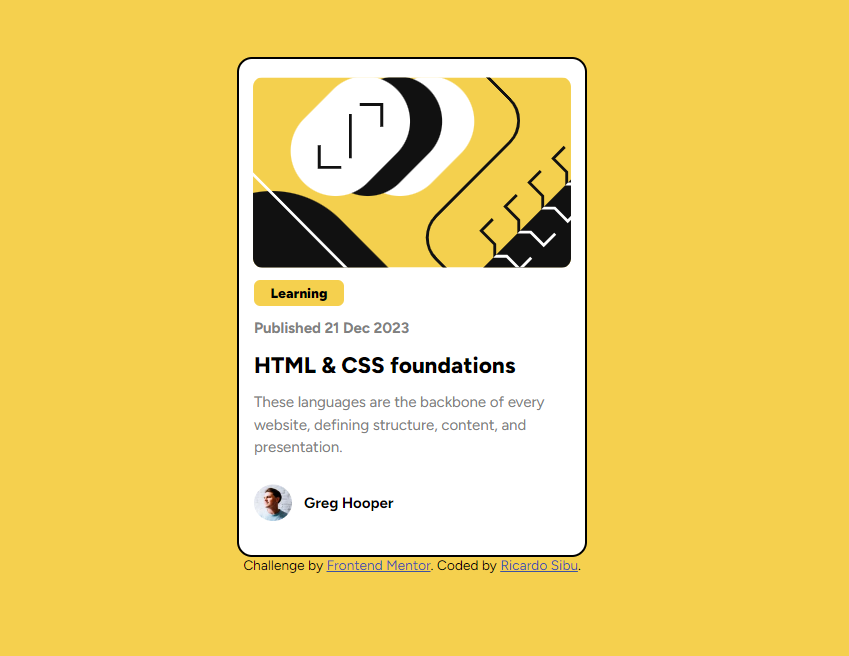 Learning
Published 21 Dec 2023
HTML & CSS foundations
These languages are the backbone of every
website, defining structure, content, and
presentation.
Greg Hooper
Challenge by Frontend Mentor. Coded by Ricardo Sibu.